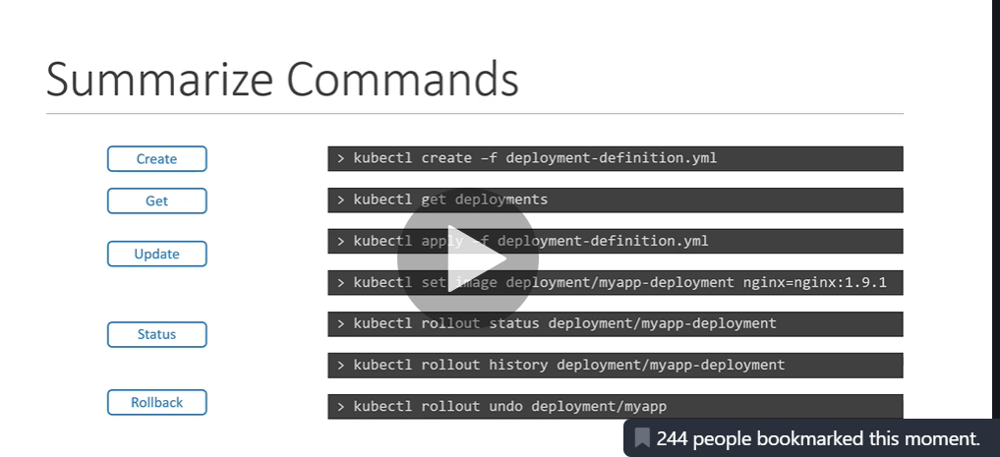 Summarize Commands
Create
> kubectl create –f deployment-definition.yml
Get
> kubectl get deployments
Update
> kubectl apply –f deployment-definition.yml
> kubectl set image deployment/myapp-deployment nginx=nginx:1.9.1
Status
> kubectl rollout status deployment/myapp-deployment
> kubectl rollout history deployment/myapp-deployment
Rollback
> kubectl rollout undo deployment/myapp
244 people bookmarked this moment.